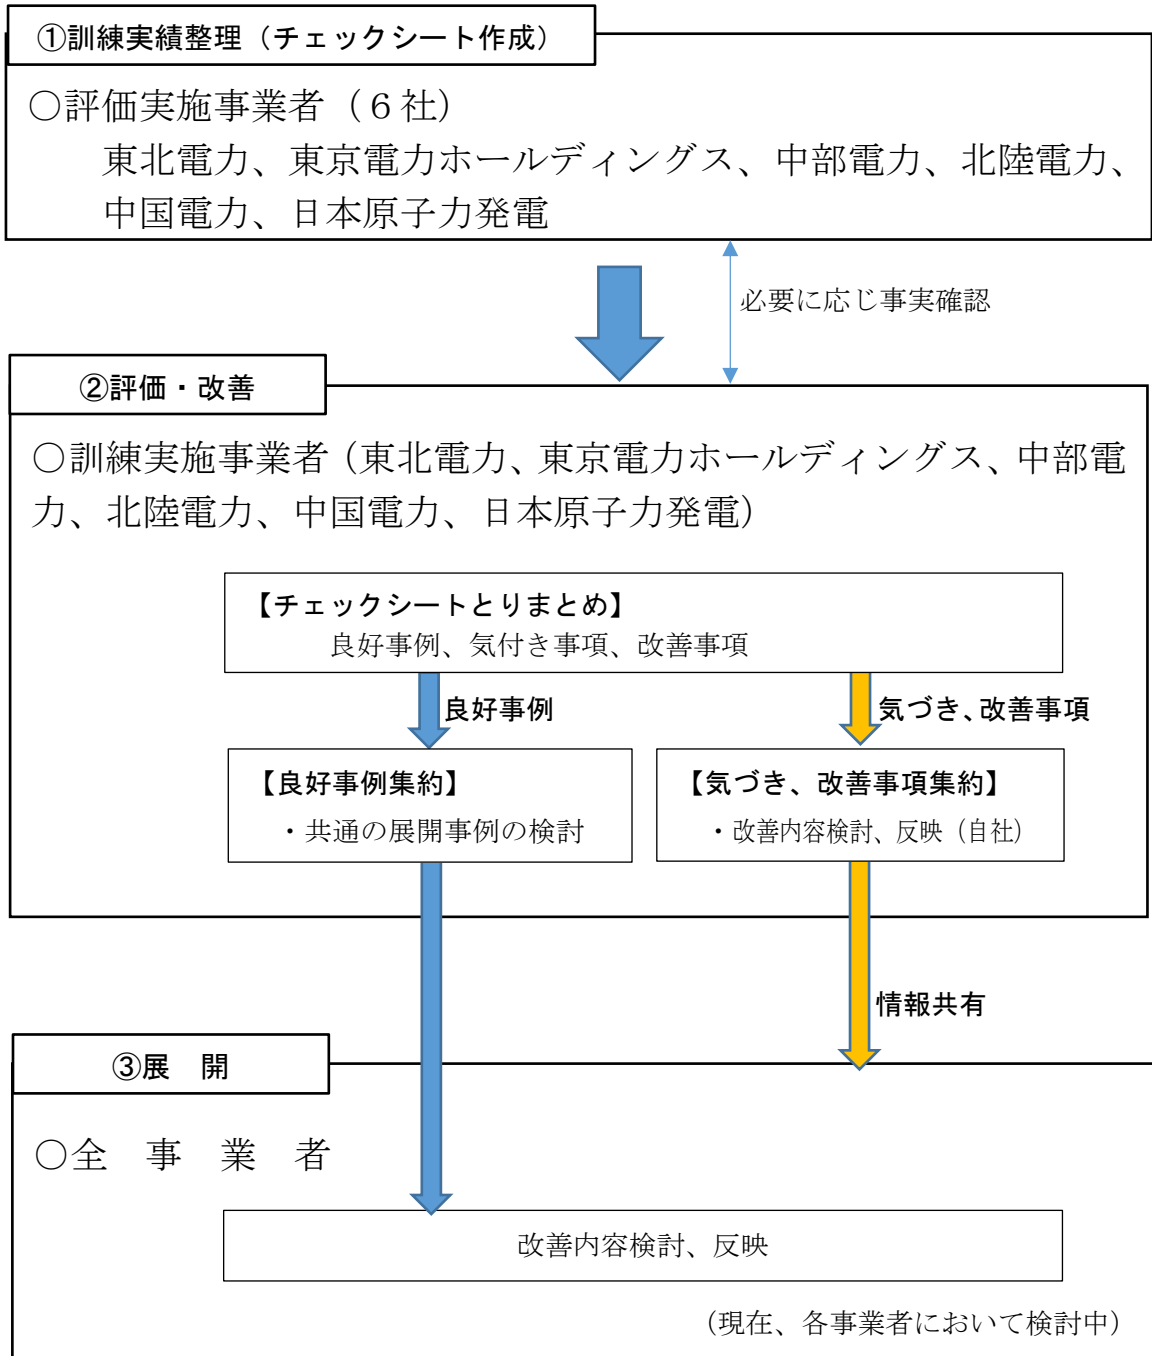 ①訓練実績整理（チェックシート作成）
○評価実施事業者（６社）
東北電力、東京電力ホールディングス、中部電力、北陸電力、
中国電力、日本原子力発電
必要に応じ事実確認
②評価・改善
○訓練実施事業者（東北電力、東京電力ホールディングス、中部電
力、北陸電力、中国電力、日本原子力発電）
【チェックシートとりまとめ】
良好事例、気付き事項、改善事項
良好事例
気づき、改善事項
【良好事例集約】
・共通の展開事例の検討
【気づき、改善事項集約】
・改善内容検討、反映（自社）
情報共有
③展　開
○全　事　業　者
改善内容検討、反映
（現在、各事業者において検討中）